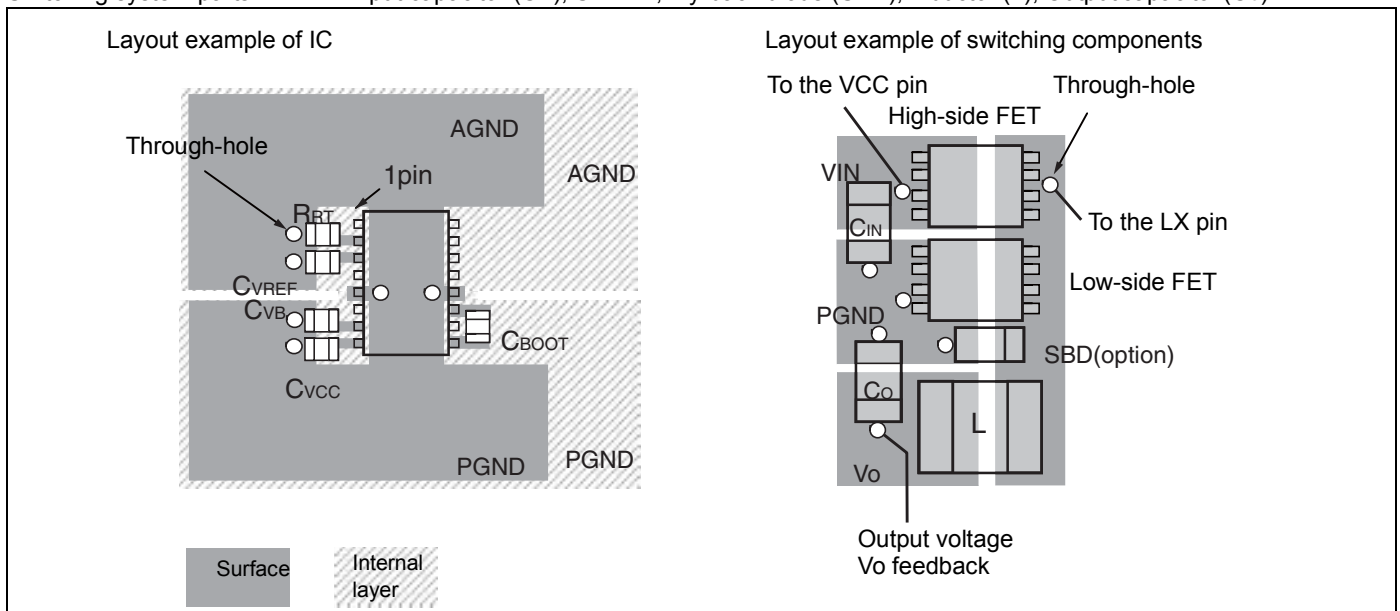 Layout example of IC
AGND
Through-hole
1pin
AGND
RRT
CVREF
CVB
CBOOT
CVCC
PGND
PGND
Surface
Internal
layer
Layout example of switching components
To the VCC pin
Through-hole
High-side FET
VIN
CIN
To the LX pin
Low-side FET
PGND
SBD(option)
CO
L
Vo
Output voltage
Vo feedback